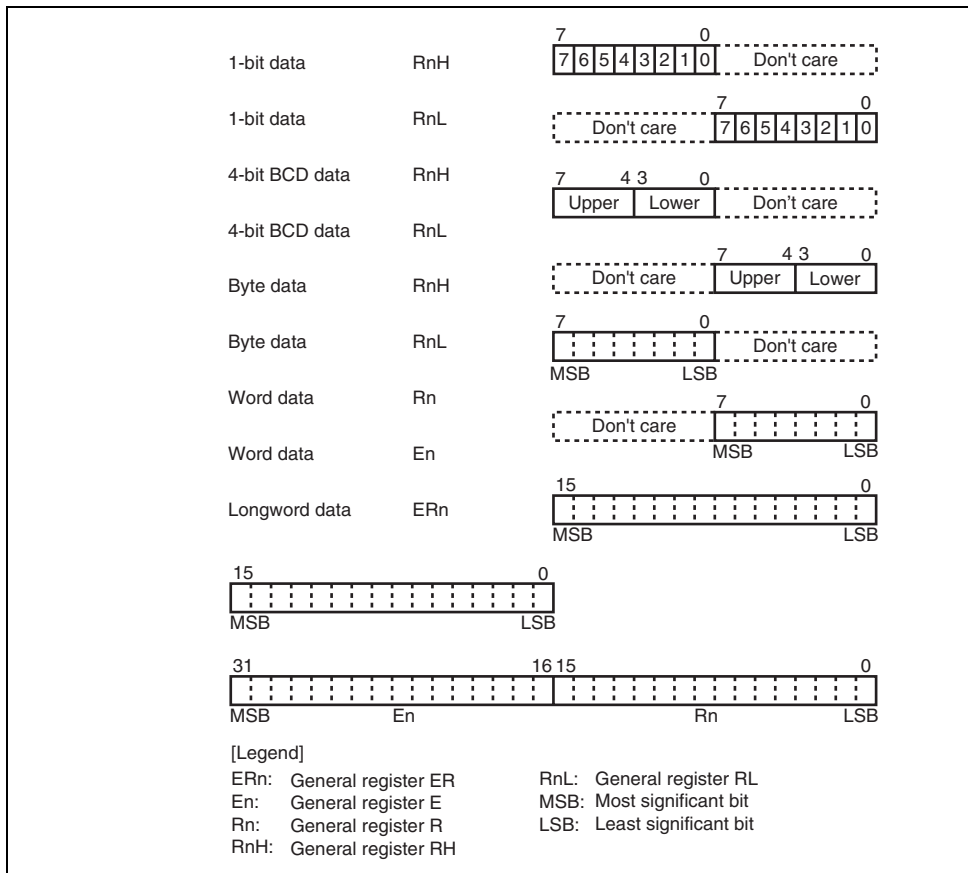 7 0
1-bit data RnH 7 6 5 4 3 2 1 0 Don't care
7 0
1-bit data RnL Don't care 7 6 5 4 3 2 1 0
4-bit BCD data RnH 7 4 3 0
Upper Lower Don't care
4-bit BCD data RnL
7 4 3 0
Byte data RnH Don't care Upper Lower
7 0
Byte data RnL Don't care
MSB LSB
Word data Rn 7 0
Don't care
Word data En MSB LSB
15 0
Longword data ERn
MSB LSB
15 0
MSB LSB
31 16 15 0
MSB En Rn LSB
[Legend]
ERn: General register ER RnL: General register RL
En: General register E MSB: Most significant bit
Rn: General register R LSB: Least significant bit
RnH: General register RH